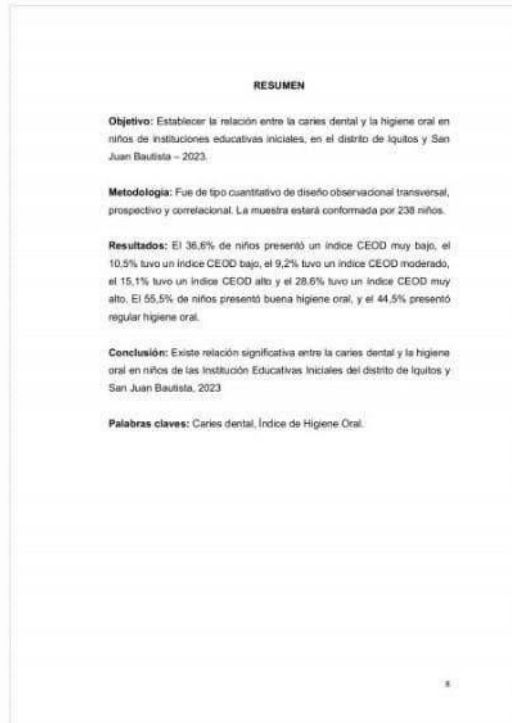 RESUMEN
Objetivo: Establecer la relación entre la caries dental y la higiene oral en
niños de instituciones educativas iniciales, en el distrito de Iquitos y San
Juan Bautista – 2023.
Metodología: Fue de tipo cuantitativo de diseño observacional transversal,
prospectivo y correlacional. La muestra estará conformada por 238 niños.
Resultados: El 36,6% de niños presentó un índice CEOD muy bajo, el
10,5% tuvo un índice CEOD bajo, el 9,2% tuvo un índice CEOD moderado,
el 15,1% tuvo un índice CEOD alto y el 28,6% tuvo un índice CEOD muy
alto. El 55,5% de niños presentó buena higiene oral, y el 44,5% presentó
regular higiene oral.
Conclusión: Existe relación significativa entre la caries dental y la higiene
oral en niños de las Institución Educativas Iniciales del distrito de Iquitos y
San Juan Bautista, 2023
Palabras claves: Caries dental, Índice de Higiene Oral.